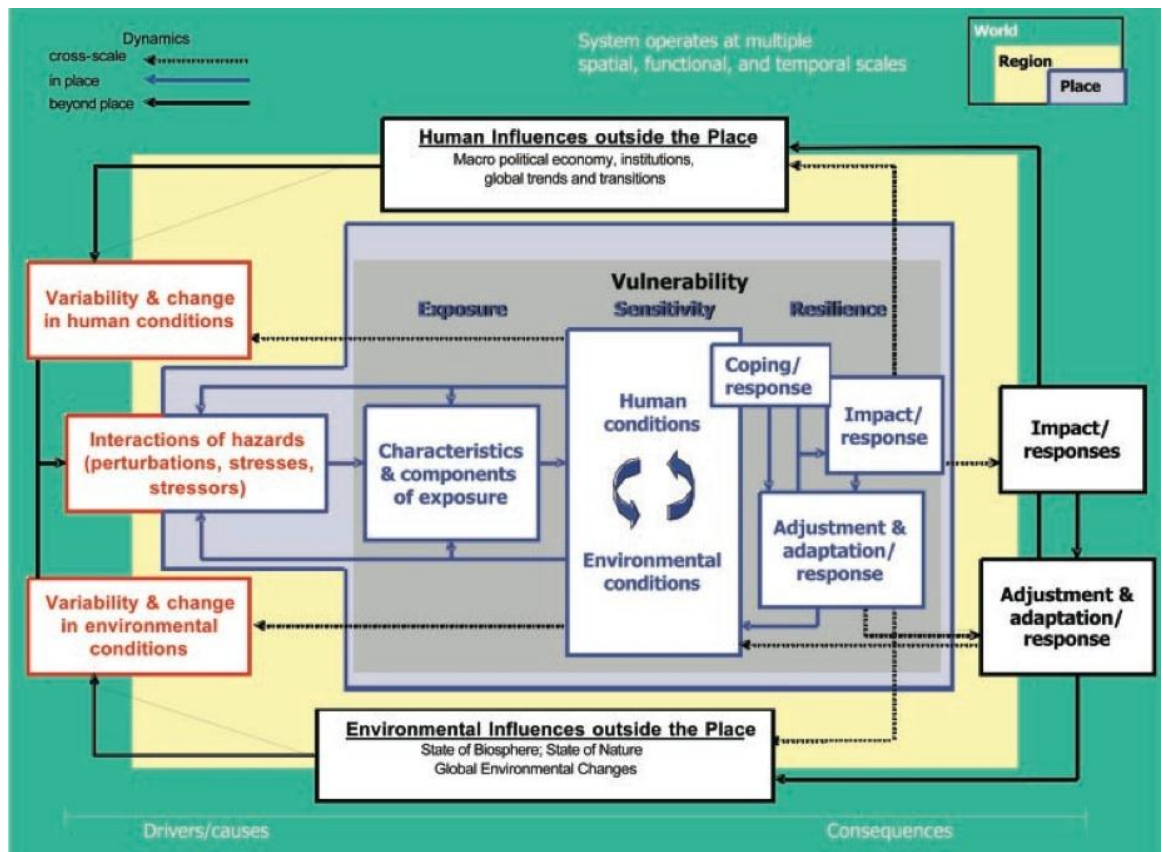 Dynamics
cross-scale
in place
beyond place
System operates at multiple
spatial, functional, and temporal scales
World
Region
Place
Human Influences outside the Place
Macro political economy, institutions,
global trends and transitions
Variability & change
in human conditions
Vulnerability
Exposure
Sensitivity
Resilience
Coping/
response
Human
conditions
Impact/
response
Impact/
responses
Interactions of hazards
(perturbations, stresses,
stressors)
Characteristics
& components
of exposure
Environmental
conditions
Adjustment &
adaptation/
response
Adjustment &
adaptation/
response
Variability & change
in environmental
conditions
Environmental Influences outside the Place
State of Biosphere; State of Nature
Global Environmental Changes
Drivers/causes
Consequences